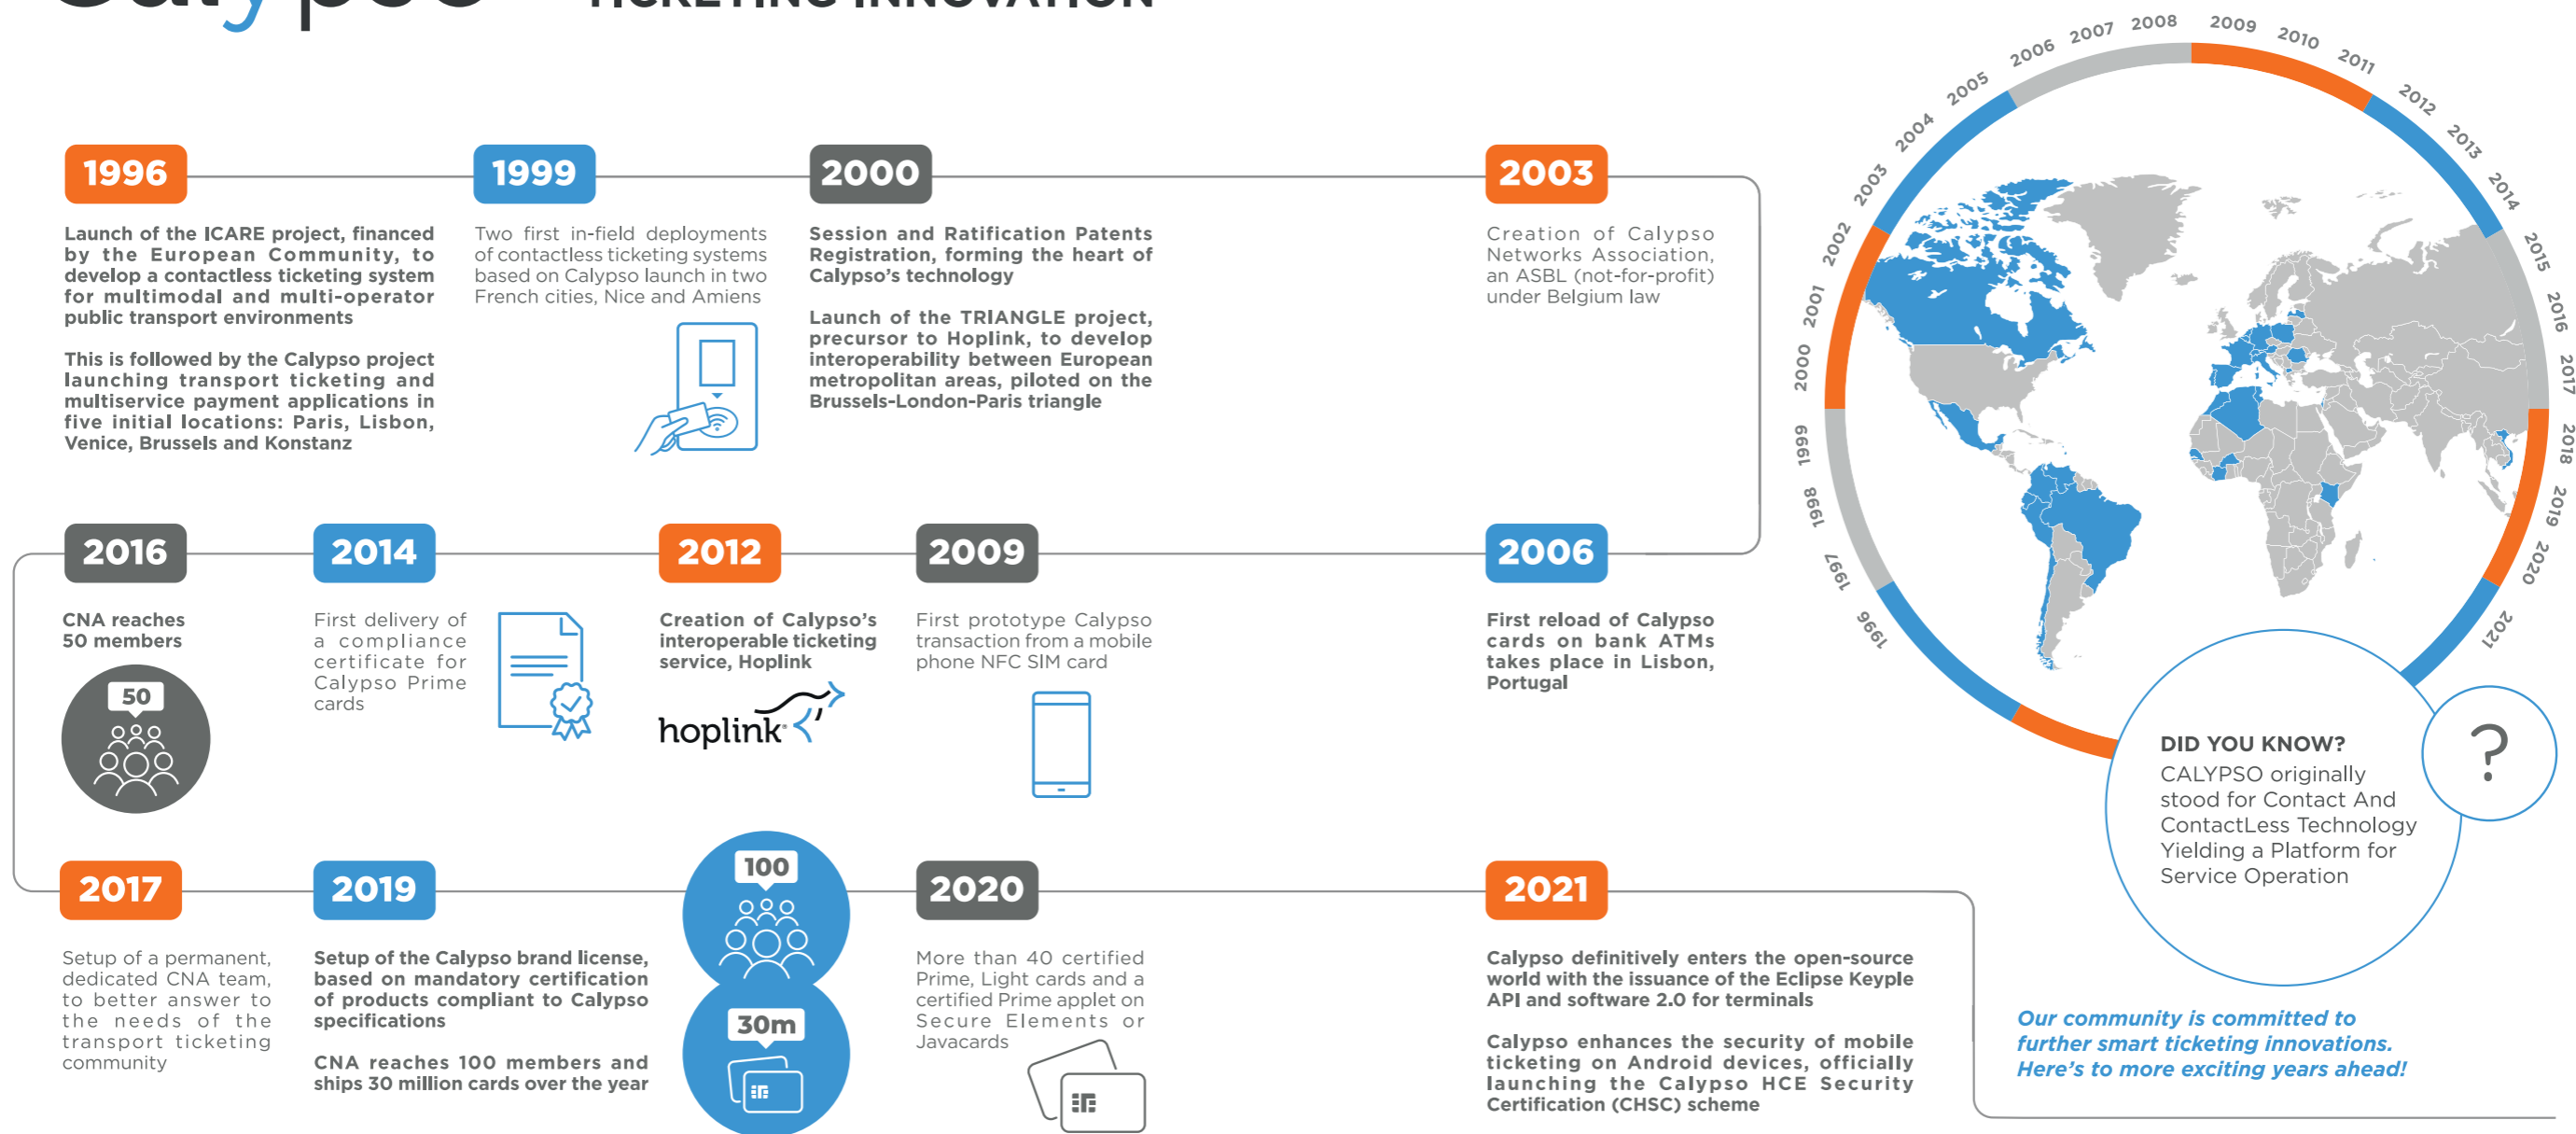 Calypso
TICKETING INNOVATION
1996
Launch of the ICARE project, financed
by the European Community, to
develop a contactless ticketing system
for multimodal and multi-operator
public transport environments
This is followed by the Calypso project
launching transport ticketing and
multiservice payment applications in
five initial locations: Paris, Lisbon,
Venice, Brussels and Konstanz
1999
Two first in-field deployments
of contactless ticketing systems
based on Calypso launch in two
French cities, Nice and Amiens
2000
Session and Ratification Patents
Registration, forming the heart of
Calypso's technology
Launch of the TRIANGLE project,
precursor to Hoplink, to develop
interoperability between European
metropolitan areas, piloted on the
Brussels-London-Paris triangle
2003
Creation of Calypso
Networks Association,
an ASBL (not-for-profit)
under Belgium law
2006
First reload of Calypso
cards on bank ATMs
takes place in Lisbon,
Portugal
2009
First prototype Calypso
transaction from a mobile
phone NFC SIM card
2012
Creation of Calypso's
interoperable ticketing
service, Hoplink
hoplink®
2014
First delivery of
a compliance
certificate for
Calypso Prime
cards
2016
CNA reaches
50 members
50
2017
Setup of a permanent,
dedicated CNA team,
to better answer to
the needs of the
transport ticketing
community
2019
Setup of the Calypso brand license,
based on mandatory certification
of products compliant to Calypso
specifications
CNA reaches 100 members and
ships 30 million cards over the year
100
30m
2020
More than 40 certified
Prime, Light cards and a
certified Prime applet on
Secure Elements or
Javacards
2021
Calypso definitively enters the open-source
world with the issuance of the Eclipse Keyple
API and software 2.0 for terminals
Calypso enhances the security of mobile
ticketing on Android devices, officially
launching the Calypso HCE Security
Certification (CHSC) scheme
1996
1997
1998
1999
2000
2001
2002
2003
2004
2005
2006
2007
2008
2009
2010
2011
2012
2013
2014
2015
2016
2017
2018
2019
2020
2021
DID YOU KNOW?
CALYPSO originally
stood for Contact And
ContactLess Technology
Yielding a Platform for
Service Operation
?
Our community is committed to
further smart ticketing innovations.
Here's to more exciting years ahead!